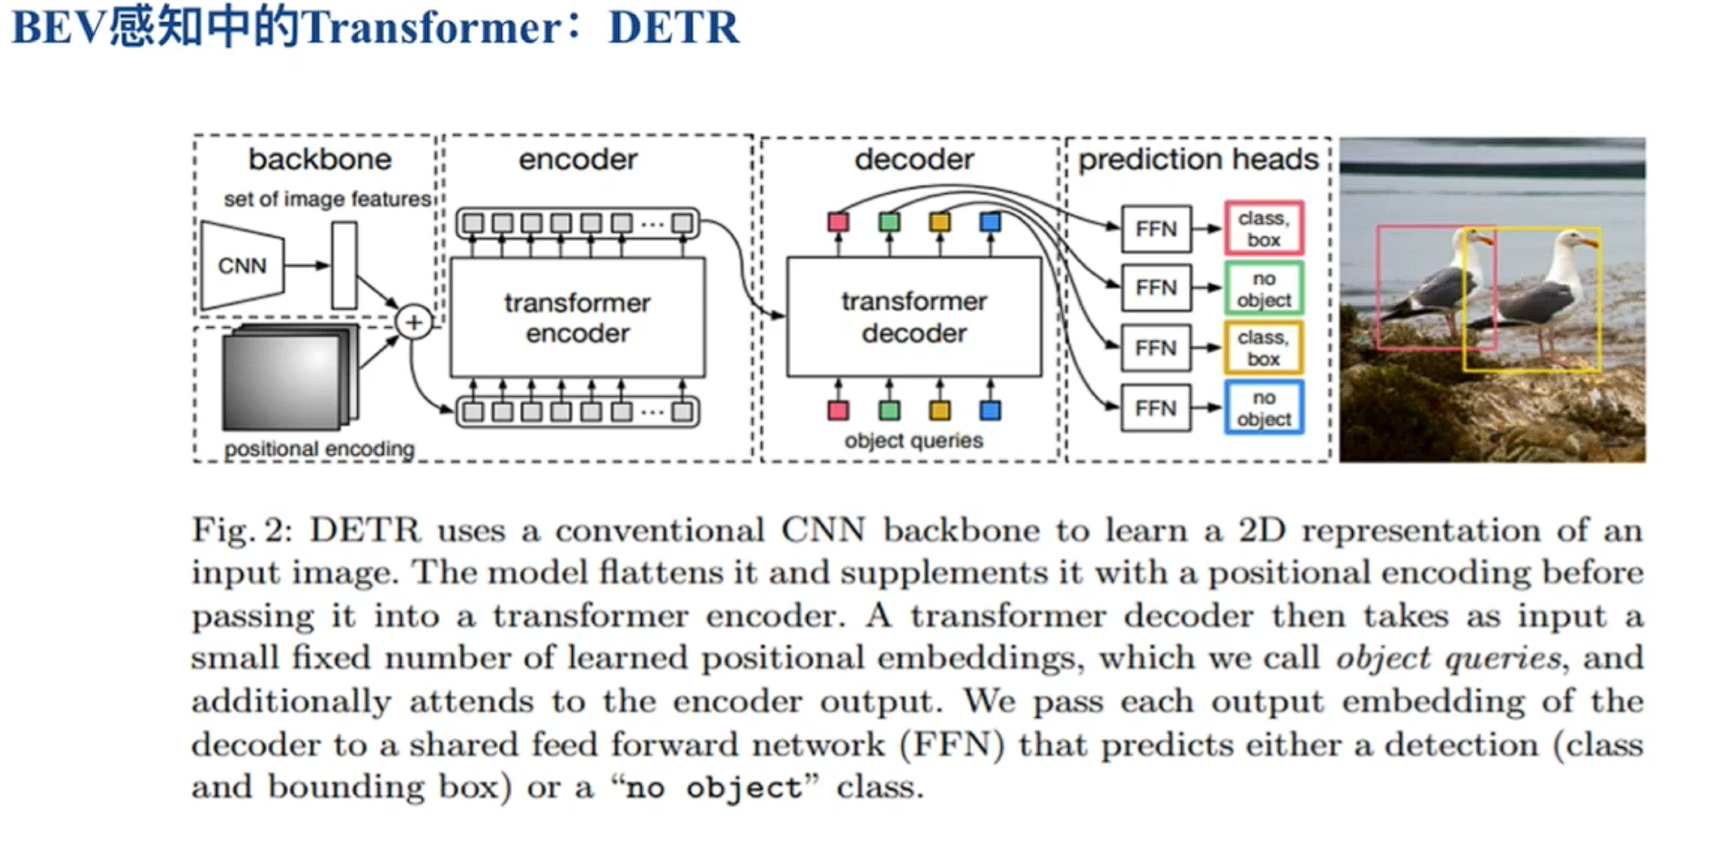 BEV感知中的Transformer：DETR
backbone
set of image features
CNN
+
positional encoding
encoder
...
transformer
encoder
...
decoder
transformer
decoder
object queries
prediction heads
FFN
class,
box
FFN
no
object
FFN
class,
box
FFN
no
object
Fig. 2: DETR uses a conventional CNN backbone to learn a 2D representation of an
input image. The model flattens it and supplements it with a positional encoding before
passing it into a transformer encoder. A transformer decoder then takes as input a
small fixed number of learned positional embeddings, which we call object queries, and
additionally attends to the encoder output. We pass each output embedding of the
decoder to a shared feed forward network (FFN) that predicts either a detection (class
and bounding box) or a “no object” class.